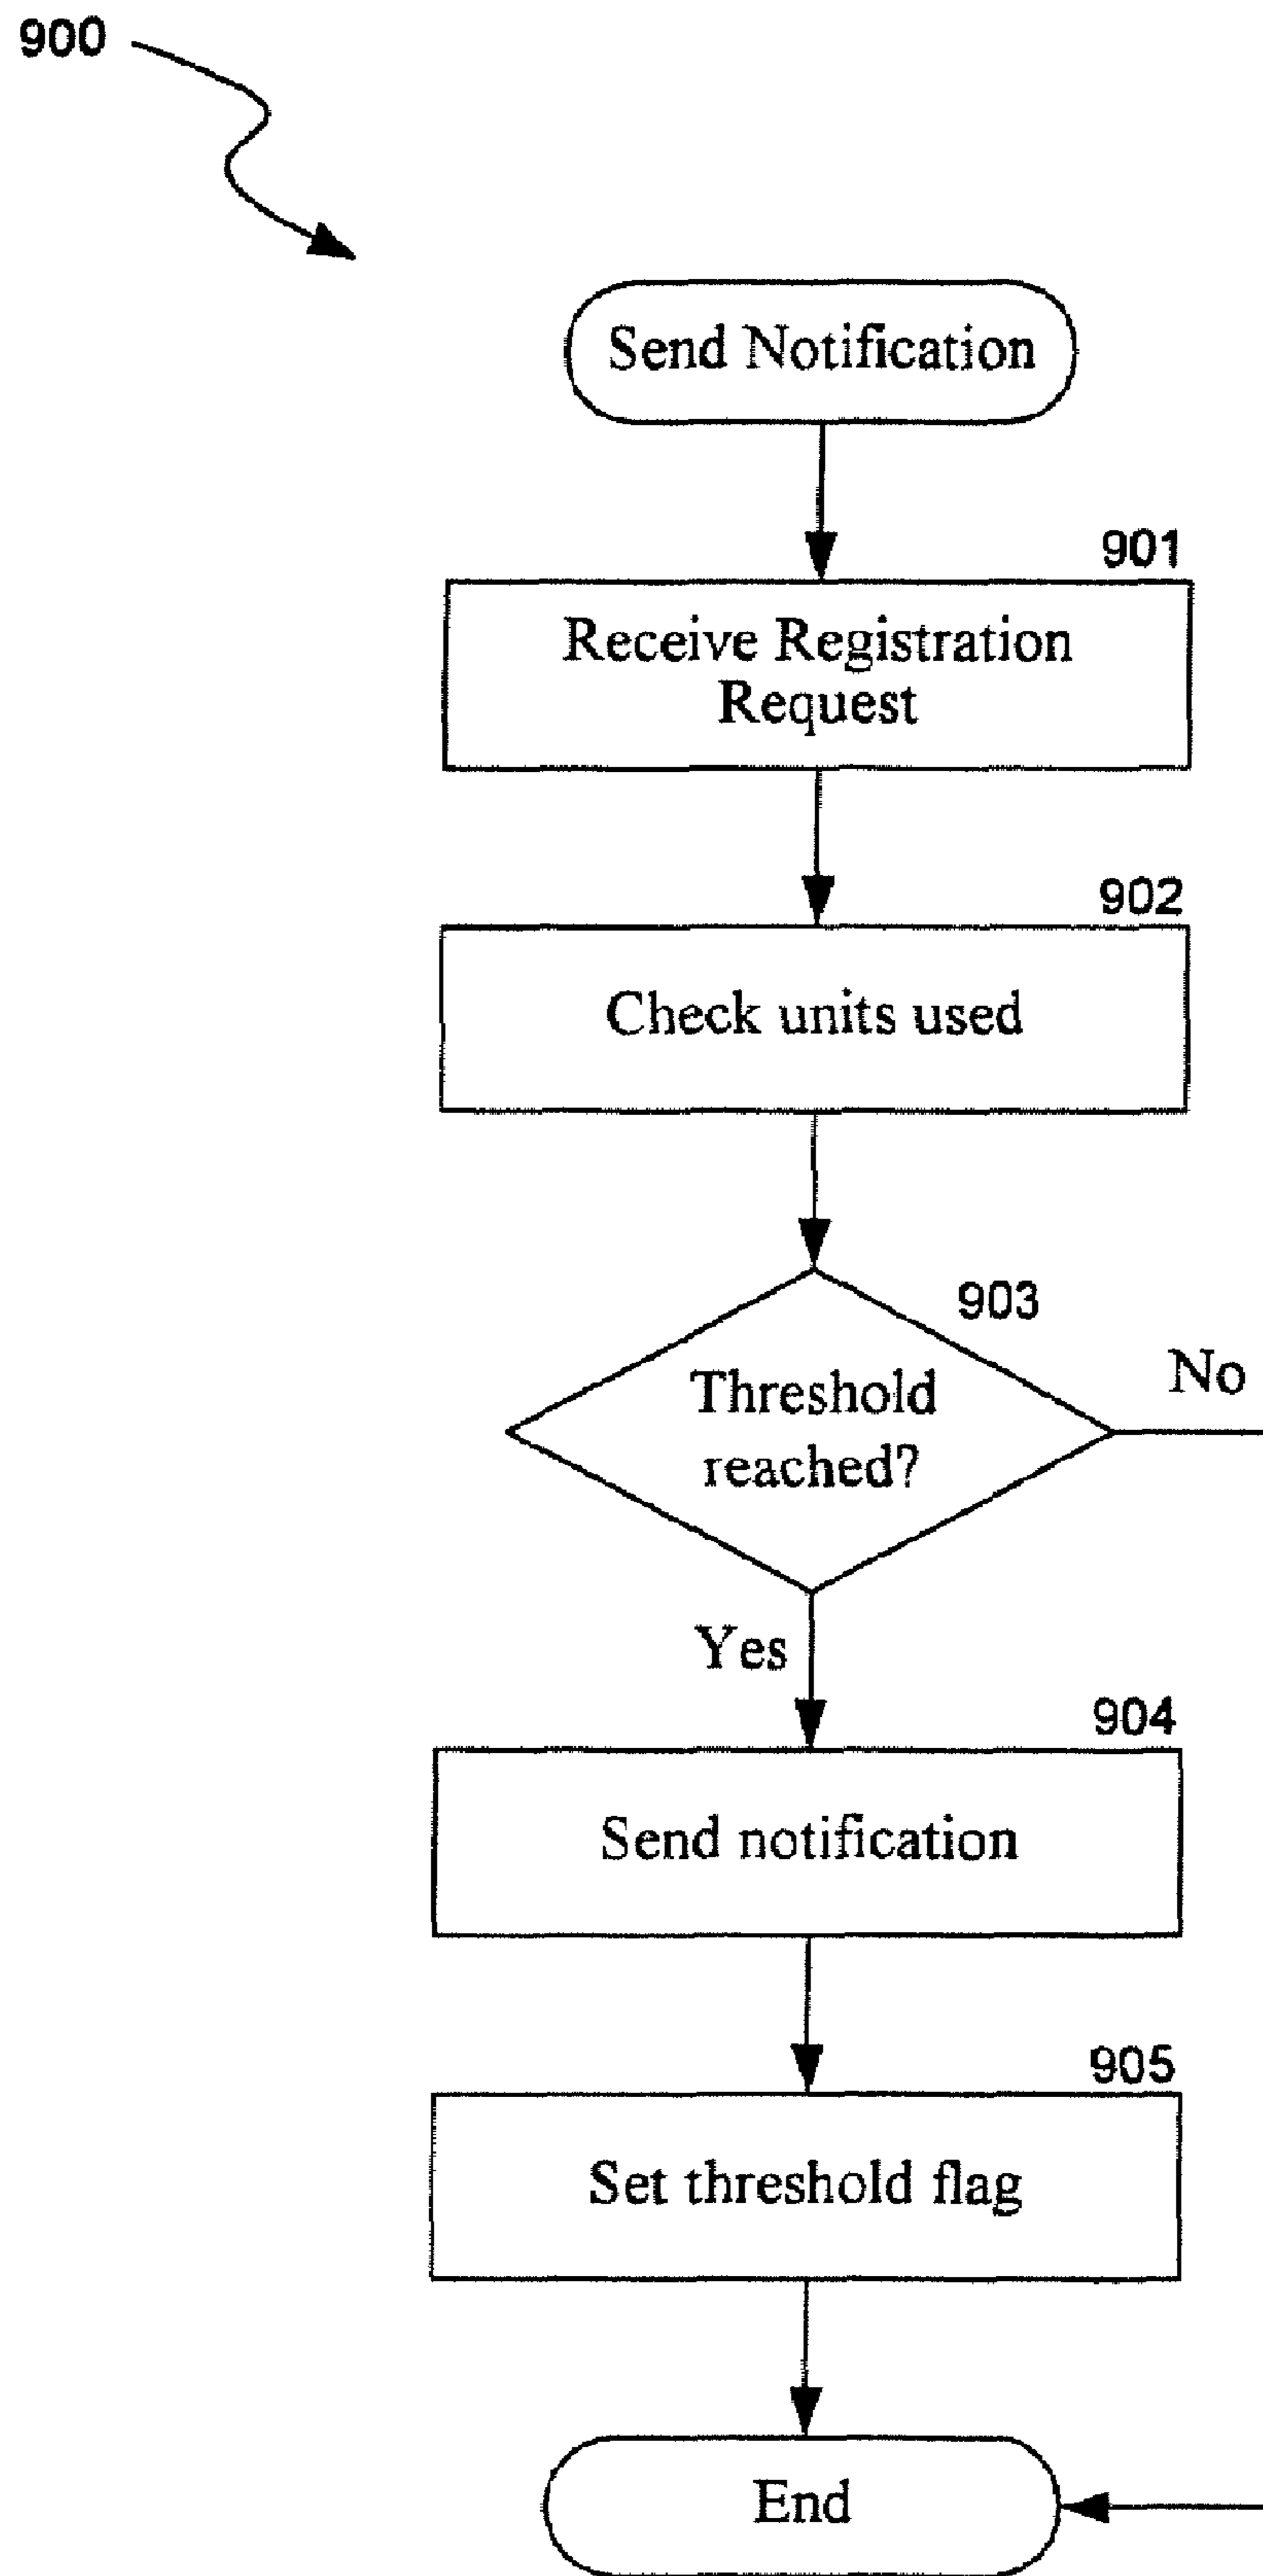 900
Send Notification
901
Receive Registration
Request
902
Check units used
903
Threshold
reached?
No
Yes
904
Send notification
905
Set threshold flag
End